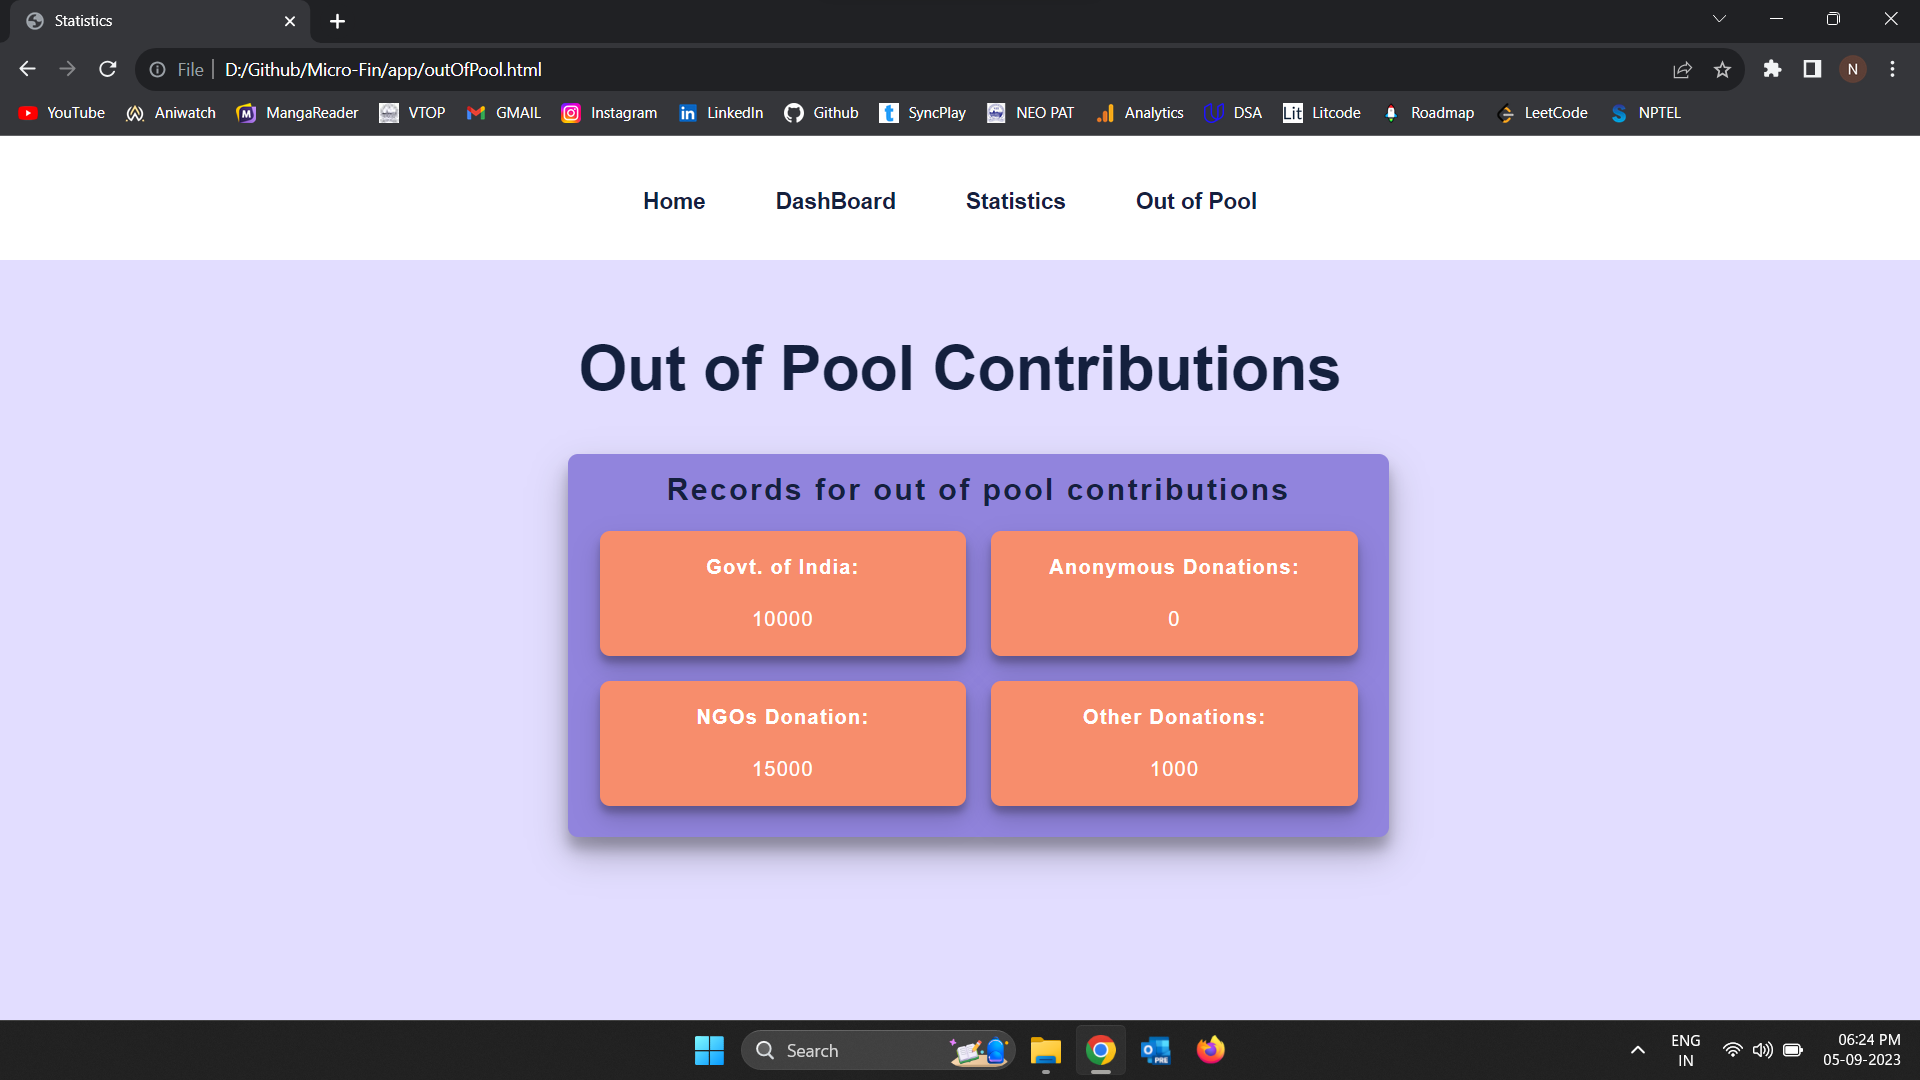 Statistics
File | D:/Github/Micro-Fin/app/outOfPool.html
N
YouTube Aniwatch MangaReader VTOP GMAIL Instagram LinkedIn Github SyncPlay NEO PAT Analytics DSA Lit Litcode Roadmap LeetCode NPTEL
Home DashBoard Statistics Out of Pool
Out of Pool Contributions
Records for out of pool contributions
Govt. of India: Anonymous Donations:
10000 0
NGOs Donation: Other Donations:
15000 1000
Search
PRE
ENG
IN
06:24 PM
05-09-2023